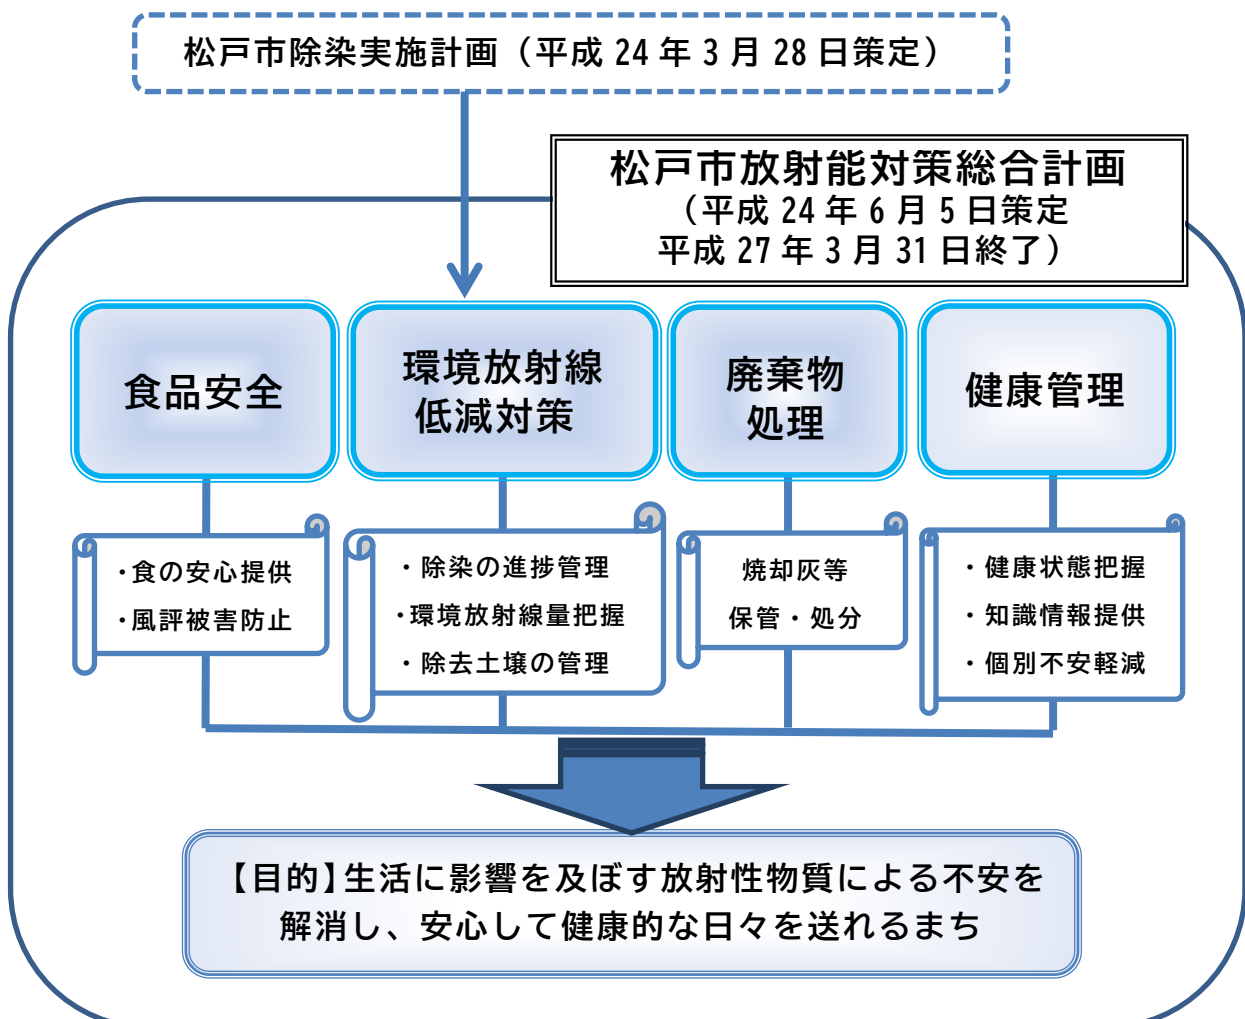 松戸市除染実施計画（平成 24 年 3 月 28 日策定）
松戸市放射能対策総合計画
（平成 24 年 6 月 5 日策定
平成 27 年 3 月 31 日終了）
食品安全
環境放射線
低減対策
廃棄物
処理
健康管理
・食の安心提供
・風評被害防止
・除染の進捗管理
・環境放射線量把握
・除去土壌の管理
焼却灰等
保管・処分
・健康状態把握
・知識情報提供
・個別不安軽減
【目的】生活に影響を及ぼす放射性物質による不安を
解消し、安心して健康的な日々を送れるまち